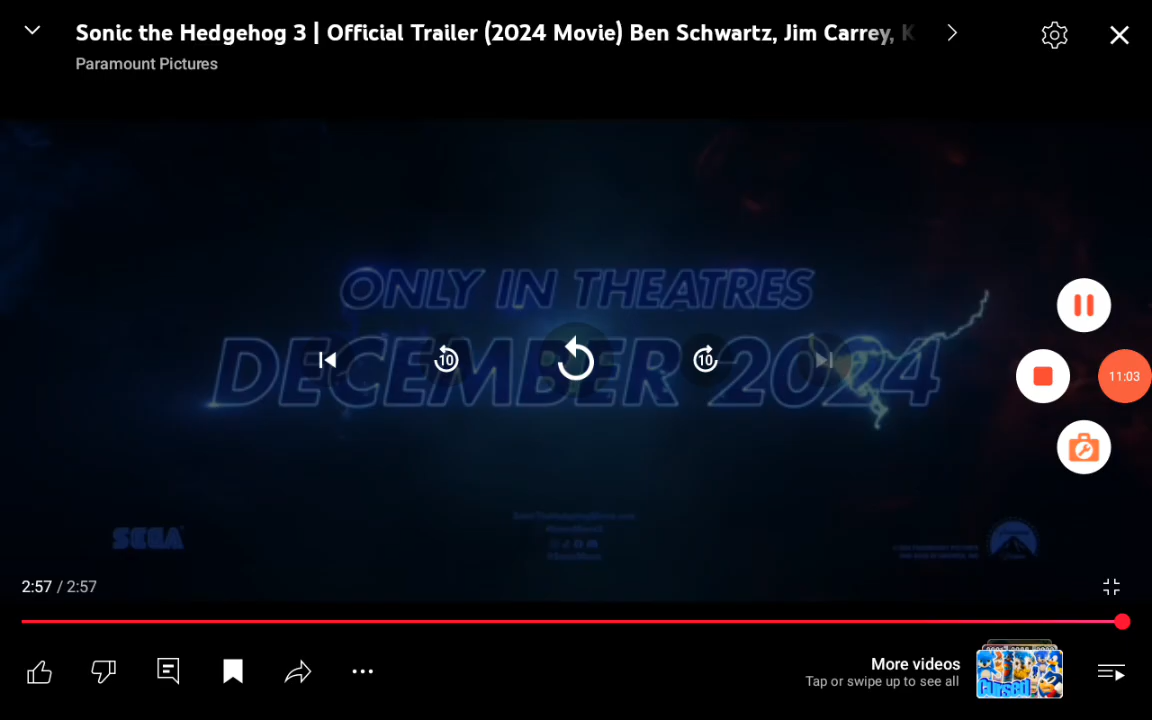 Sonic the Hedgehog 3 | Official Trailer (2024 Movie) Ben Schwartz, Jim Carrey, K
Paramount Pictures
ONLY IN THEATRES
10
10
DECEMBER 2024
11:03
SEGA
2:57 / 2:57
More videos
Tap or swipe up to see all
cursed